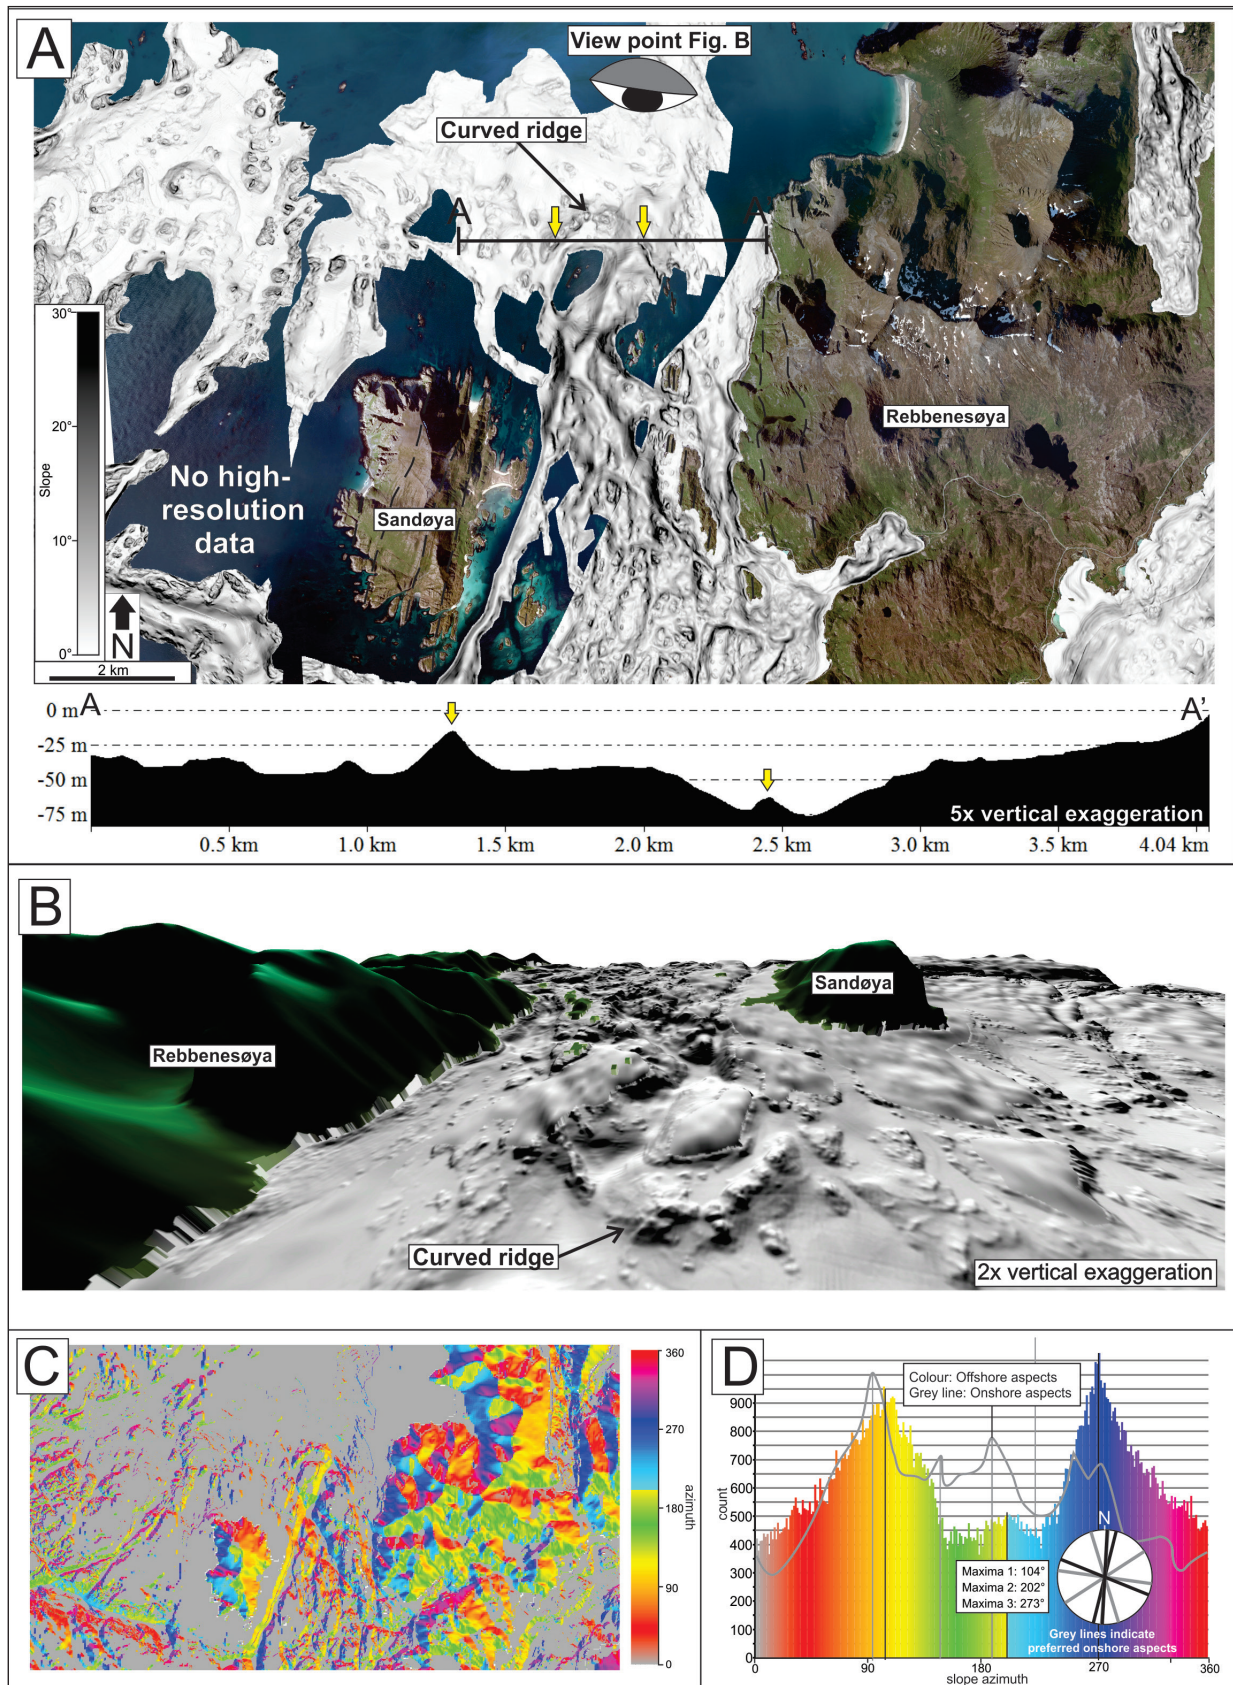 A
View point Fig. B
Curved ridge
A
A'
30°
20°
10°
0°
Slope
No high-
resolution
data
Sandøya
Rebbenesøya
N
2 km
0 m
A
A'
-25 m
-50 m
-75 m
5x vertical exaggeration
0.5 km
1.0 km
1.5 km
2.0 km
2.5 km
3.0 km
3.5 km
4.04 km
B
Rebbenesøya
Sandøya
Curved ridge
2x vertical exaggeration
C
360
270
180
90
0
azimuth
D
Colour: Offshore aspects
Grey line: Onshore aspects
900
800
700
600
500
400
300
200
100
0
count
N
Maxima 1: 104°
Maxima 2: 202°
Maxima 3: 273°
Grey lines indicate
preferred onshore aspects
0
90
180
270
360
slope azimuth